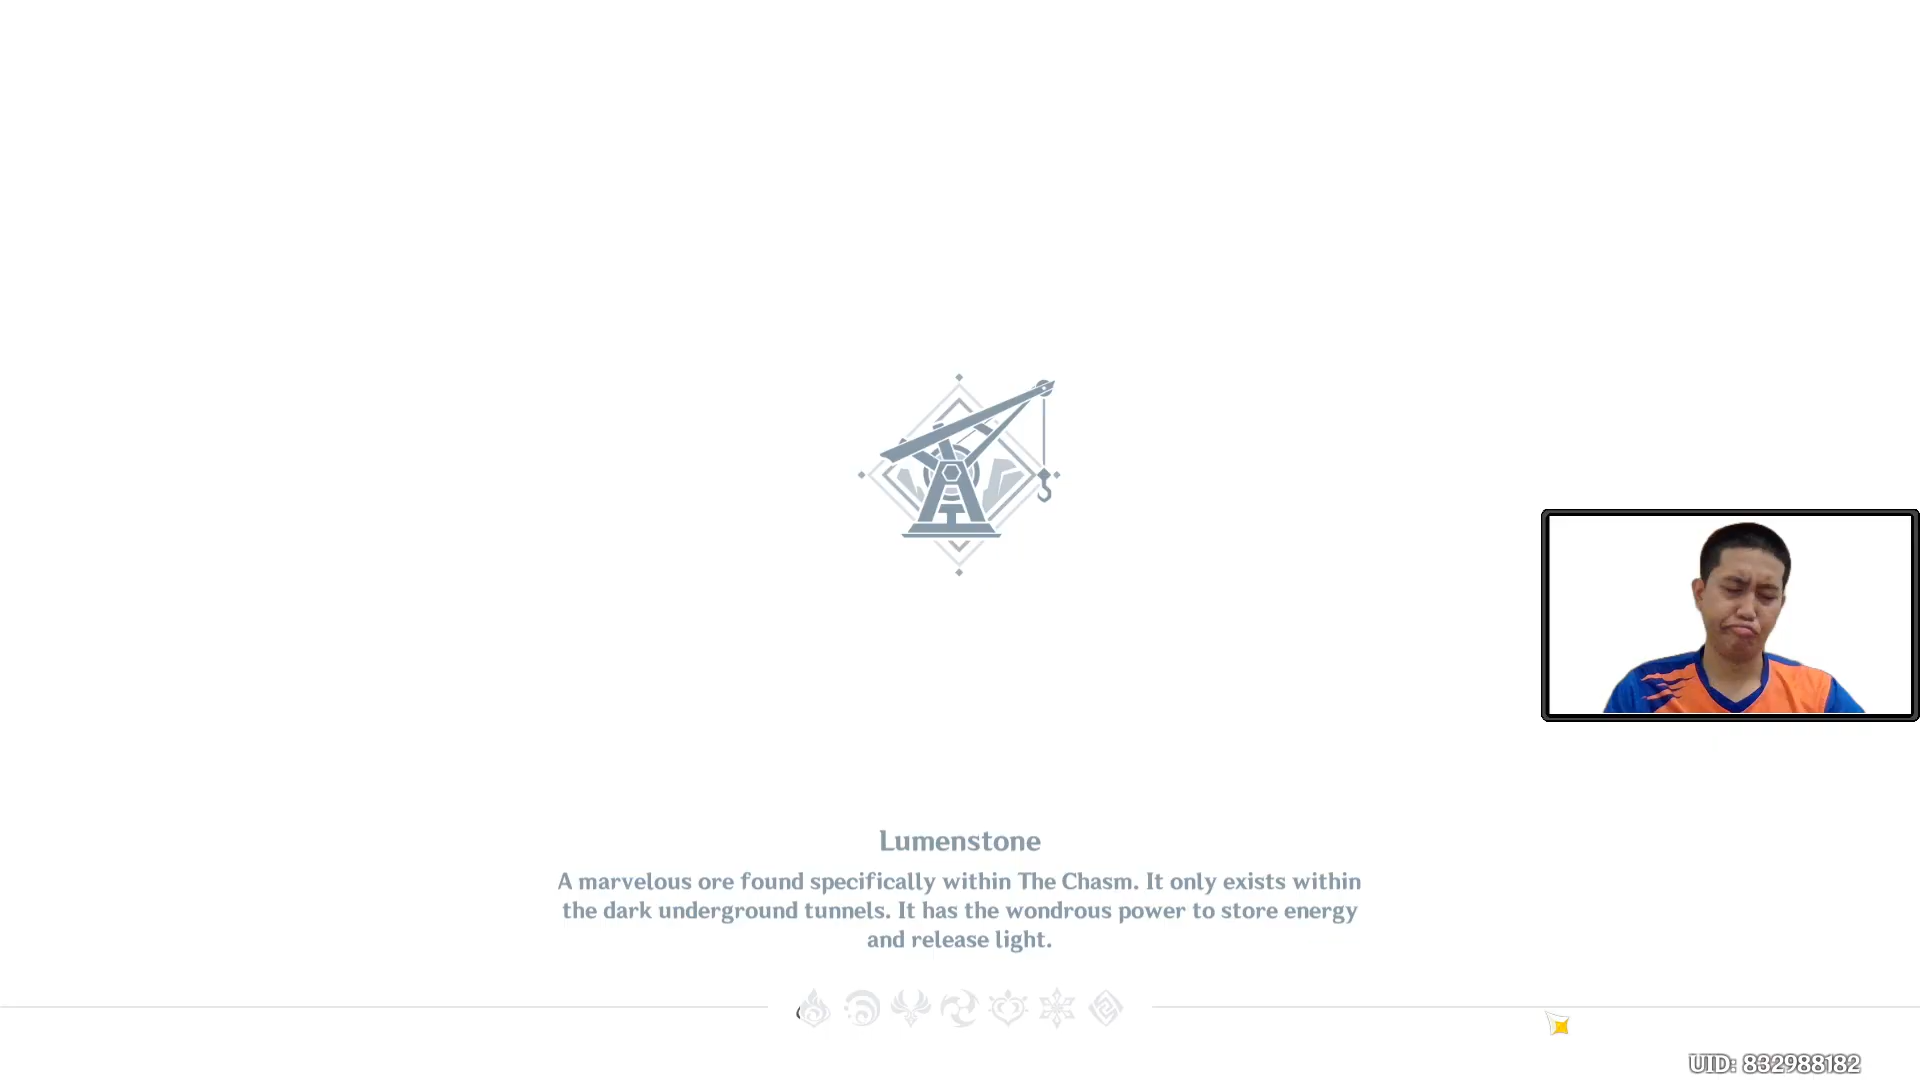 Lumenstone
A marvelous ore found specifically within The Chasm. It only exists within
the dark underground tunnels. It has the wondrous power to store energy
and release light.
UID: 832988182